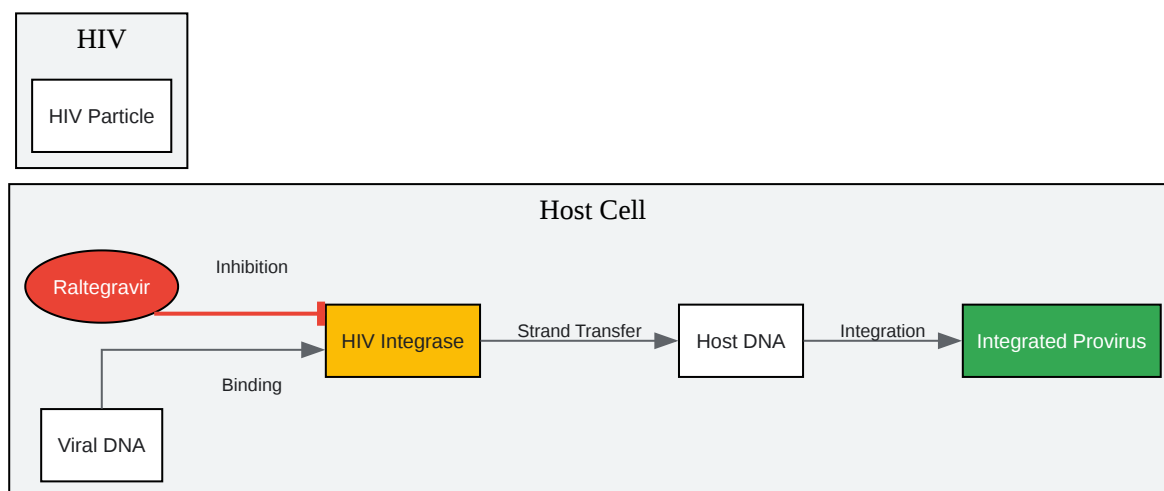 HIV
HIV Particle
Host Cell
Raltegravir
Inhibition
HIV Integrase
Strand Transfer
Host DNA
Integration
Integrated Provirus
Binding
Viral DNA